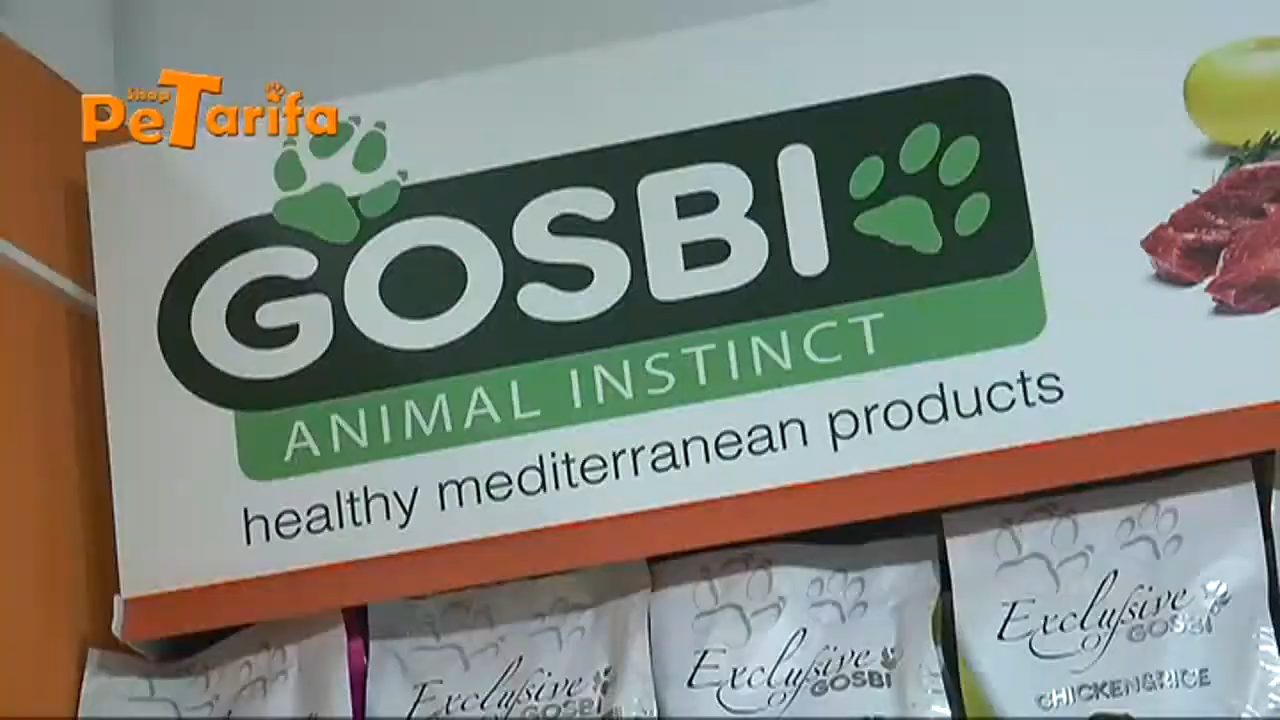 Shop
PeTarifa
GOSBI
ANIMAL INSTINCT
healthy mediterranean products
Exclusive
GOSBI
Exclusive
GOSBI
Exclusive
GOSBI
CHICKEN&RICE